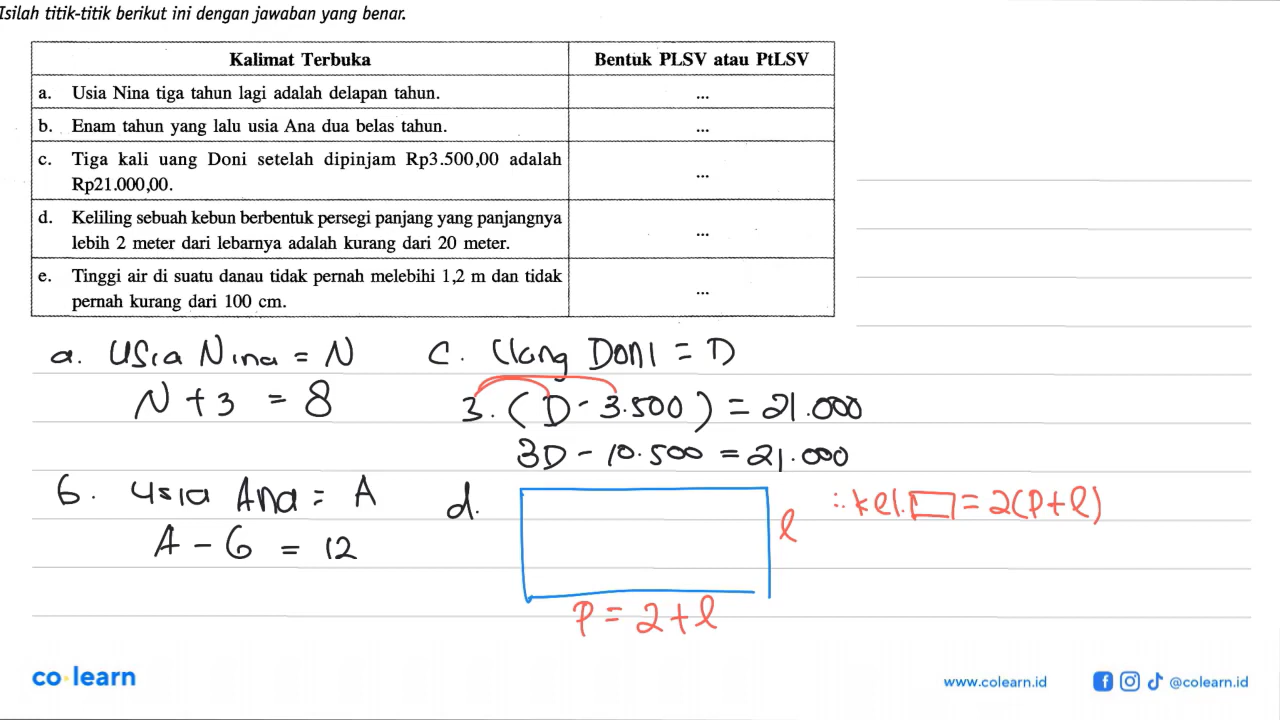 Isilah titik-titik berikut ini dengan jawaban yang benar.
Kalimat Terbuka
Bentuk PLSV atau PtLSV
a. Usia Nina tiga tahun lagi adalah delapan tahun.
...
b. Enam tahun yang lalu usia Ana dua belas tahun.
...
c. Tiga kali uang Doni setelah dipinjam Rp3.500,00 adalah
Rp21.000,00.
...
d. Keliling sebuah kebun berbentuk persegi panjang yang panjangnya
lebih 2 meter dari lebarnya adalah kurang dari 20 meter.
...
e. Tinggi air di suatu danau tidak pernah melebihi 1,2 m dan tidak
pernah kurang dari 100 cm.
...
a. Usia Nina = N
N + 3 = 8
b. Usia Ana = A
A - 6 = 12
c. Uang Doni = D
3. (D - 3.500) = 21.000
3D - 10.500 = 21.000
d.
l
P = 2 + l
∴ kel. ▭ = 2(P + l)
co learn
www.colearn.id
@colearn.id